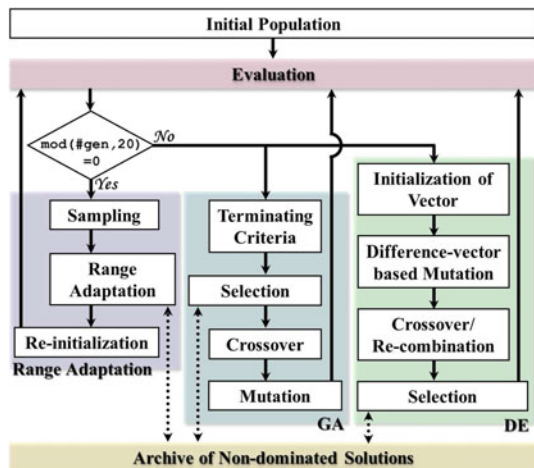 Initial Population
Evaluation
mod(#gen,20)
=0
No
Yes
Sampling
Range
Adaptation
Re-initialization
Range Adaptation
Terminating
Criteria
Selection
Crossover
Mutation
GA
Initialization of
Vector
Difference-vector
based Mutation
Crossover/
Re-combination
Selection
DE
Archive of Non-dominated Solutions